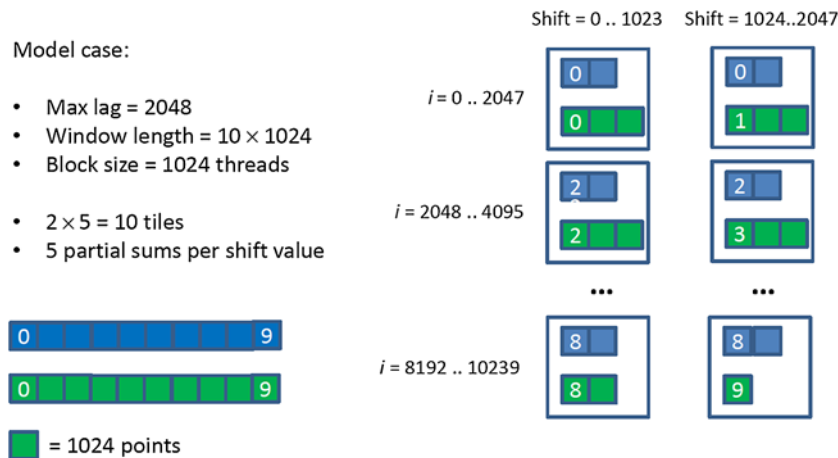 Shift = 0 .. 1023 Shift = 1024..2047
Model case:
• Max lag = 2048
• Window length = 10 × 1024
• Block size = 1024 threads
• 2 × 5 = 10 tiles
• 5 partial sums per shift value
i = 0 .. 2047
0
0
0
1
i = 2048 .. 4095
2
2
2
3
... ...
i = 8192 .. 10239
8
8
8
9
0 9
0 9
= 1024 points